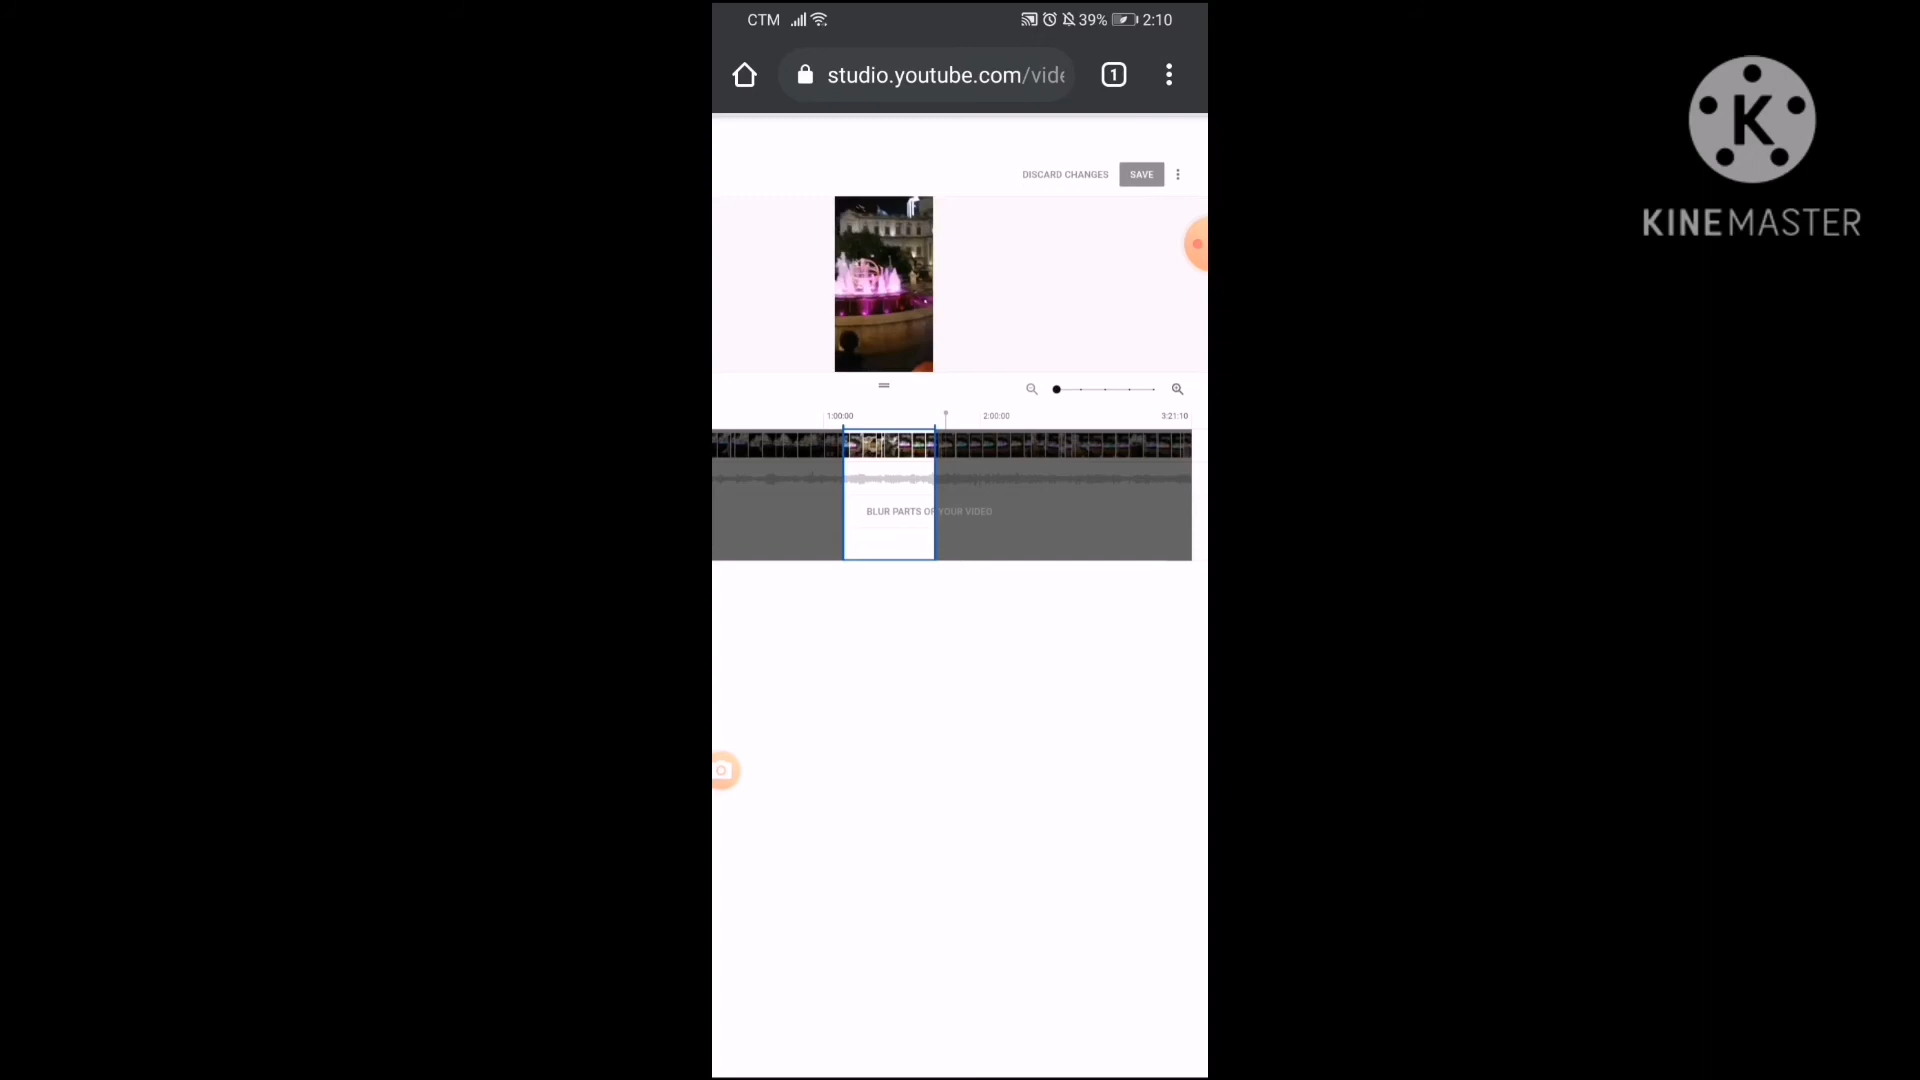 CTM 39% 2:10
studio.youtube.com/vide 1
K
KINEMASTER
DISCARD CHANGES SAVE
1:00:00 2:00:00 3:21:10
BLUR PARTS OF YOUR VIDEO